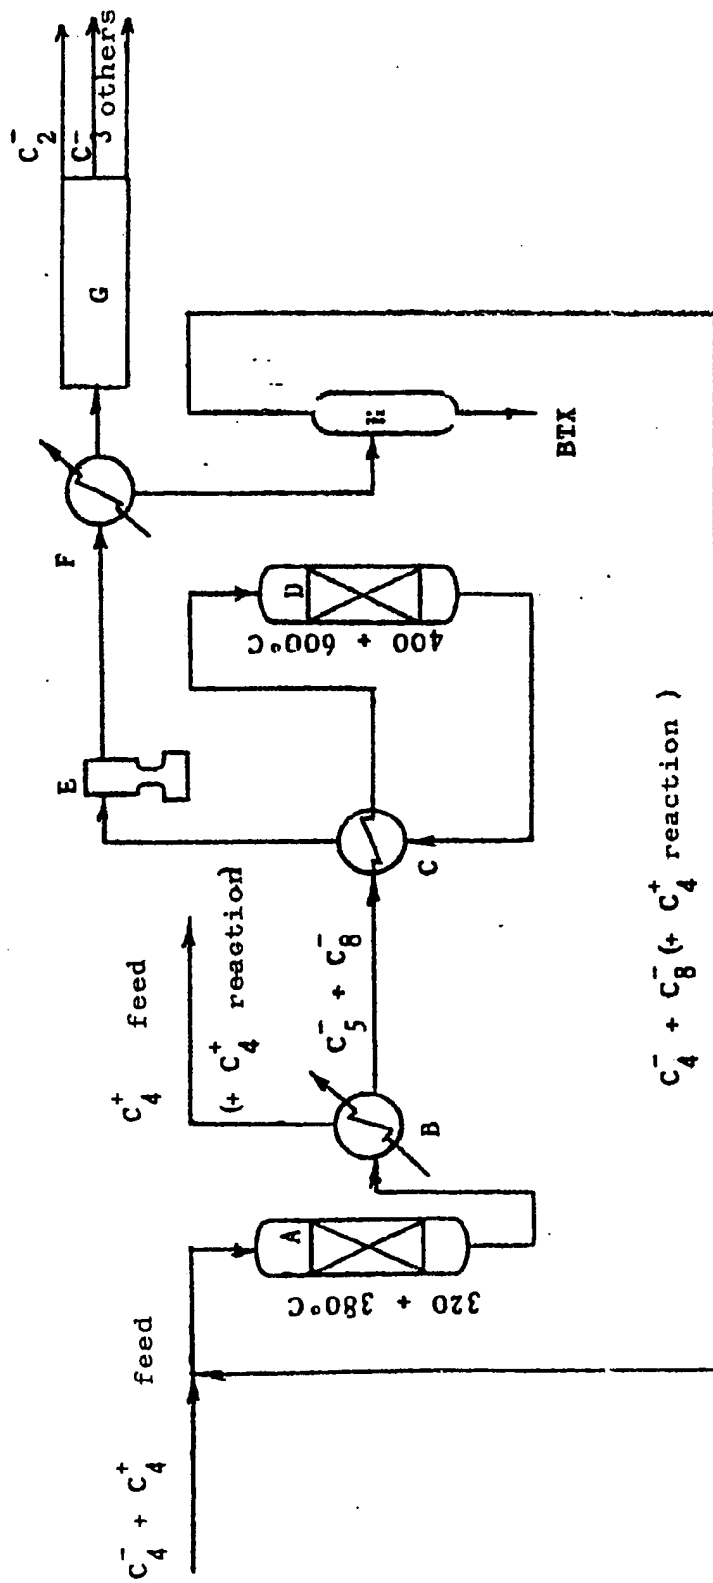 C₄⁻ + C₄⁺ feed
A
320 + 380°C
C₄⁺ feed
(+ C₄⁺ reaction)
B
C₅⁻ + C₈⁻
C
D
400 + 600°C
E
F
G
C₂⁻
C₃⁻
others
BTX
C₄⁻ + C₈⁻ (+ C₄⁺ reaction )